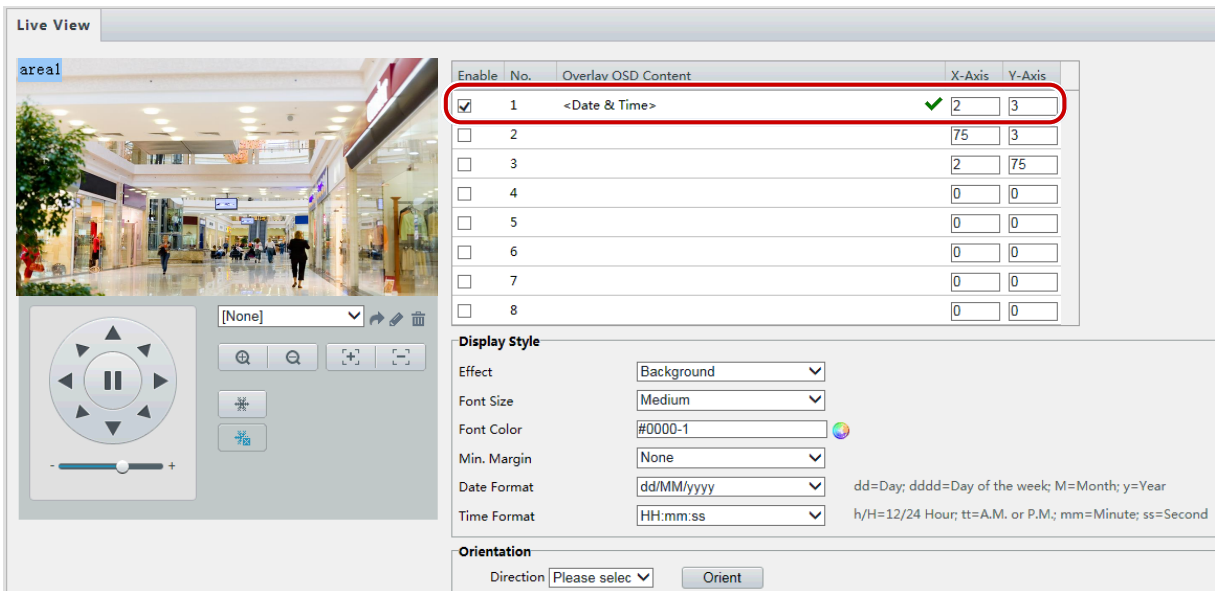 Live View
area1
Enable No. Overlay OSD Content X-Axis Y-Axis
1 <Date & Time> 2 3
2 75 3
3 2 75
4 0 0
5 0 0
6 0 0
7 0 0
8 0 0
[None]
- +
Display Style
Effect Background
Font Size Medium
Font Color #0000-1
Min. Margin None
Date Format dd/MM/yyyy dd=Day; dddd=Day of the week; M=Month; y=Year
Time Format HH:mm:ss h/H=12/24 Hour; tt=A.M. or P.M.; mm=Minute; ss=Second
Orientation
Direction Please selec Orient